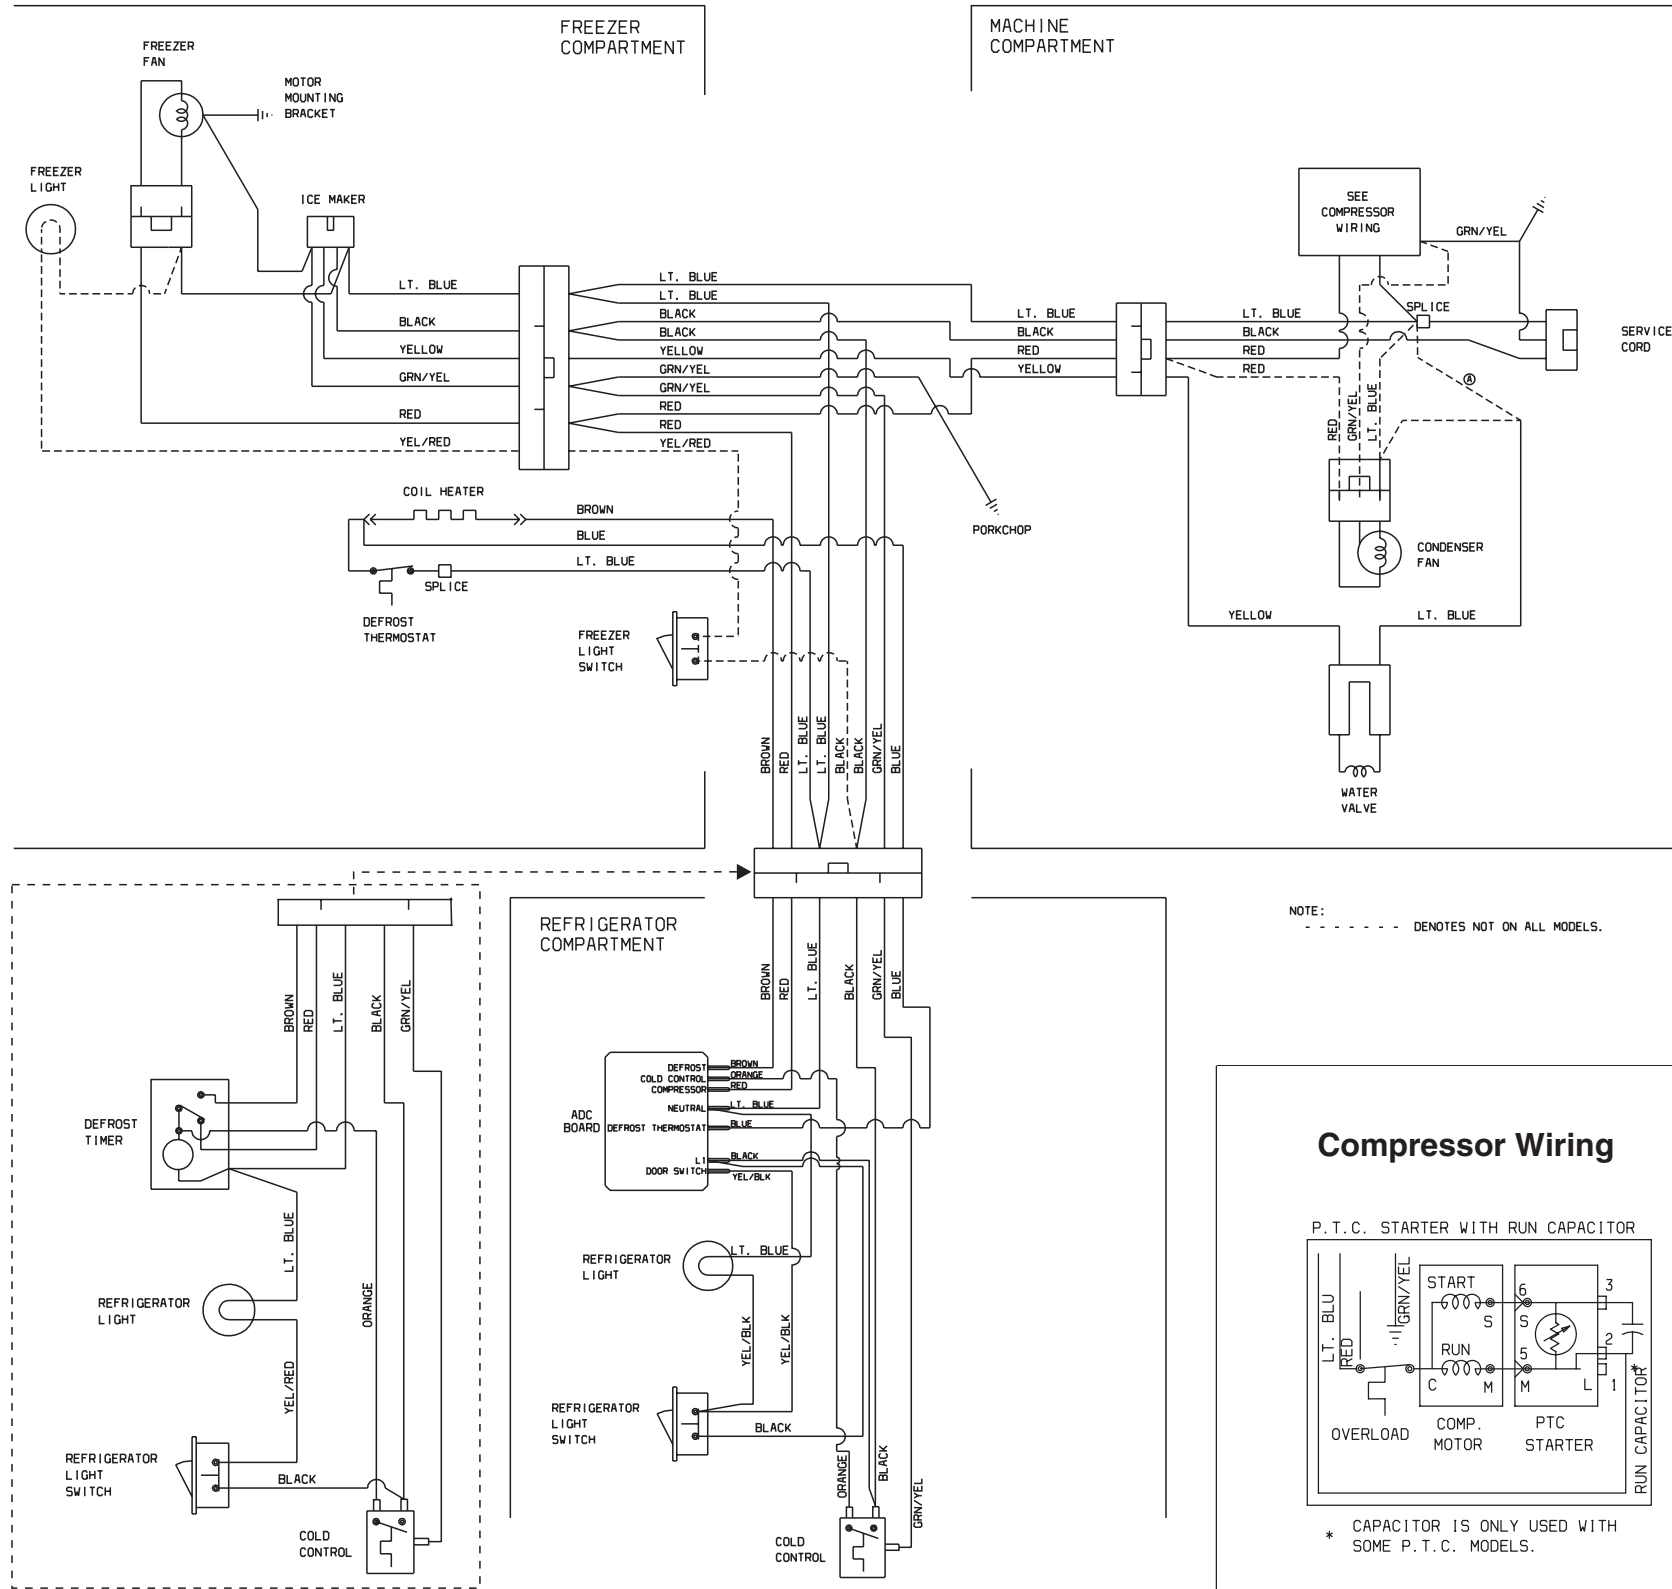 FREEZER
COMPARTMENT
MACHINE
COMPARTMENT
FREEZER
FAN
MOTOR
MOUNTING
BRACKET
FREEZER
LIGHT
ICE MAKER
SEE
COMPRESSOR
WIRING
GRN/YEL
LT. BLUE
BLACK
YELLOW
GRN/YEL
RED
YEL/RED
LT. BLUE
LT. BLUE
BLACK
BLACK
YELLOW
GRN/YEL
GRN/YEL
RED
RED
YEL/RED
LT. BLUE
BLACK
RED
YELLOW
SPLICE
LT. BLUE
BLACK
RED
RED
SERVICE
CORD
A
RED
GRN/YEL
LT. BLUE
COIL HEATER
BROWN
BLUE
LT. BLUE
SPLICE
DEFROST
THERMOSTAT
PORKCHOP
CONDENSER
FAN
FREEZER
LIGHT
SWITCH
YELLOW
LT. BLUE
WATER
VALVE
BROWN
RED
LT. BLUE
LT. BLUE
BLACK
BLACK
GRN/YEL
BLUE
REFRIGERATOR
COMPARTMENT
NOTE:
- - - - - - - DENOTES NOT ON ALL MODELS.
BROWN
RED
LT. BLUE
BLACK
GRN/YEL
BROWN
RED
LT. BLUE
BLACK
GRN/YEL
BLUE
DEFROST
TIMER
LT. BLUE
ORANGE
REFRIGERATOR
LIGHT
YEL/RED
REFRIGERATOR
LIGHT
SWITCH
BLACK
COLD
CONTROL
ADC
BOARD
DEFROST
COLD CONTROL
COMPRESSOR
NEUTRAL
DEFROST THERMOSTAT
L1
DOOR SWITCH
BROWN
ORANGE
RED
LT. BLUE
BLUE
BLACK
YEL/BLK
REFRIGERATOR
LIGHT
LT. BLUE
YEL/BLK
YEL/BLK
REFRIGERATOR
LIGHT
SWITCH
BLACK
ORANGE
BLACK
GRN/YEL
COLD
CONTROL
Compressor Wiring
P.T.C. STARTER WITH RUN CAPACITOR
LT. BLU
RED
GRN/YEL
START
S
RUN
C
M
6
S
5
M
3
2
L
1
*
RUN CAPACITOR
OVERLOAD
COMP.
MOTOR
PTC
STARTER
* CAPACITOR IS ONLY USED WITH
SOME P.T.C. MODELS.